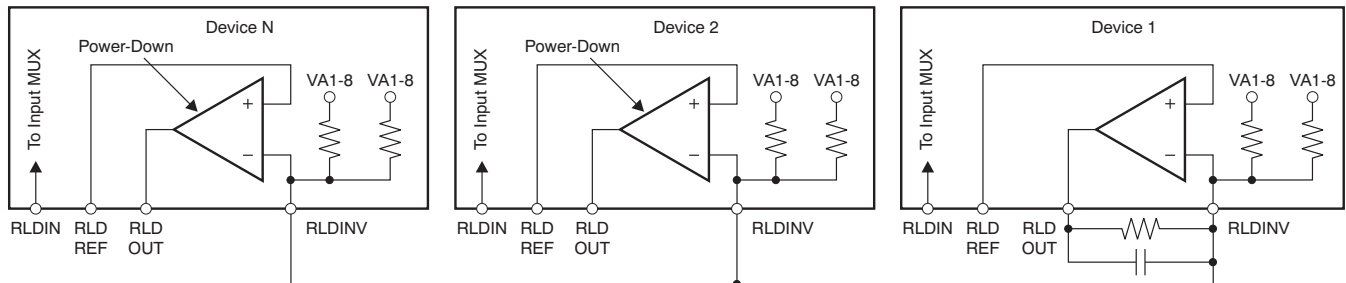 Device N
Power-Down
To Input MUX
VA1-8 VA1-8
+
−
RLDIN RLD REF RLD OUT RLDINV
Device 2
Power-Down
To Input MUX
VA1-8 VA1-8
+
−
RLDIN RLD REF RLD OUT RLDINV
Device 1
To Input MUX
VA1-8 VA1-8
+
−
RLDIN RLD REF RLD OUT RLDINV